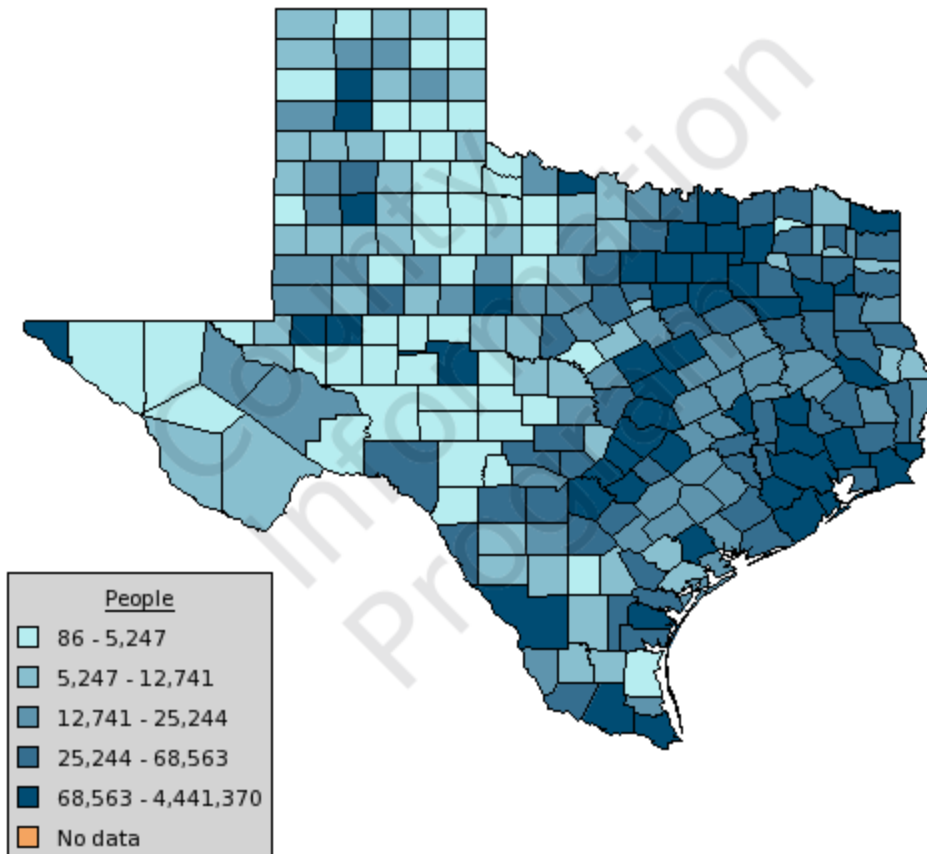 County
Information
Program
People
86 - 5,247
5,247 - 12,741
12,741 - 25,244
25,244 - 68,563
68,563 - 4,441,370
No data